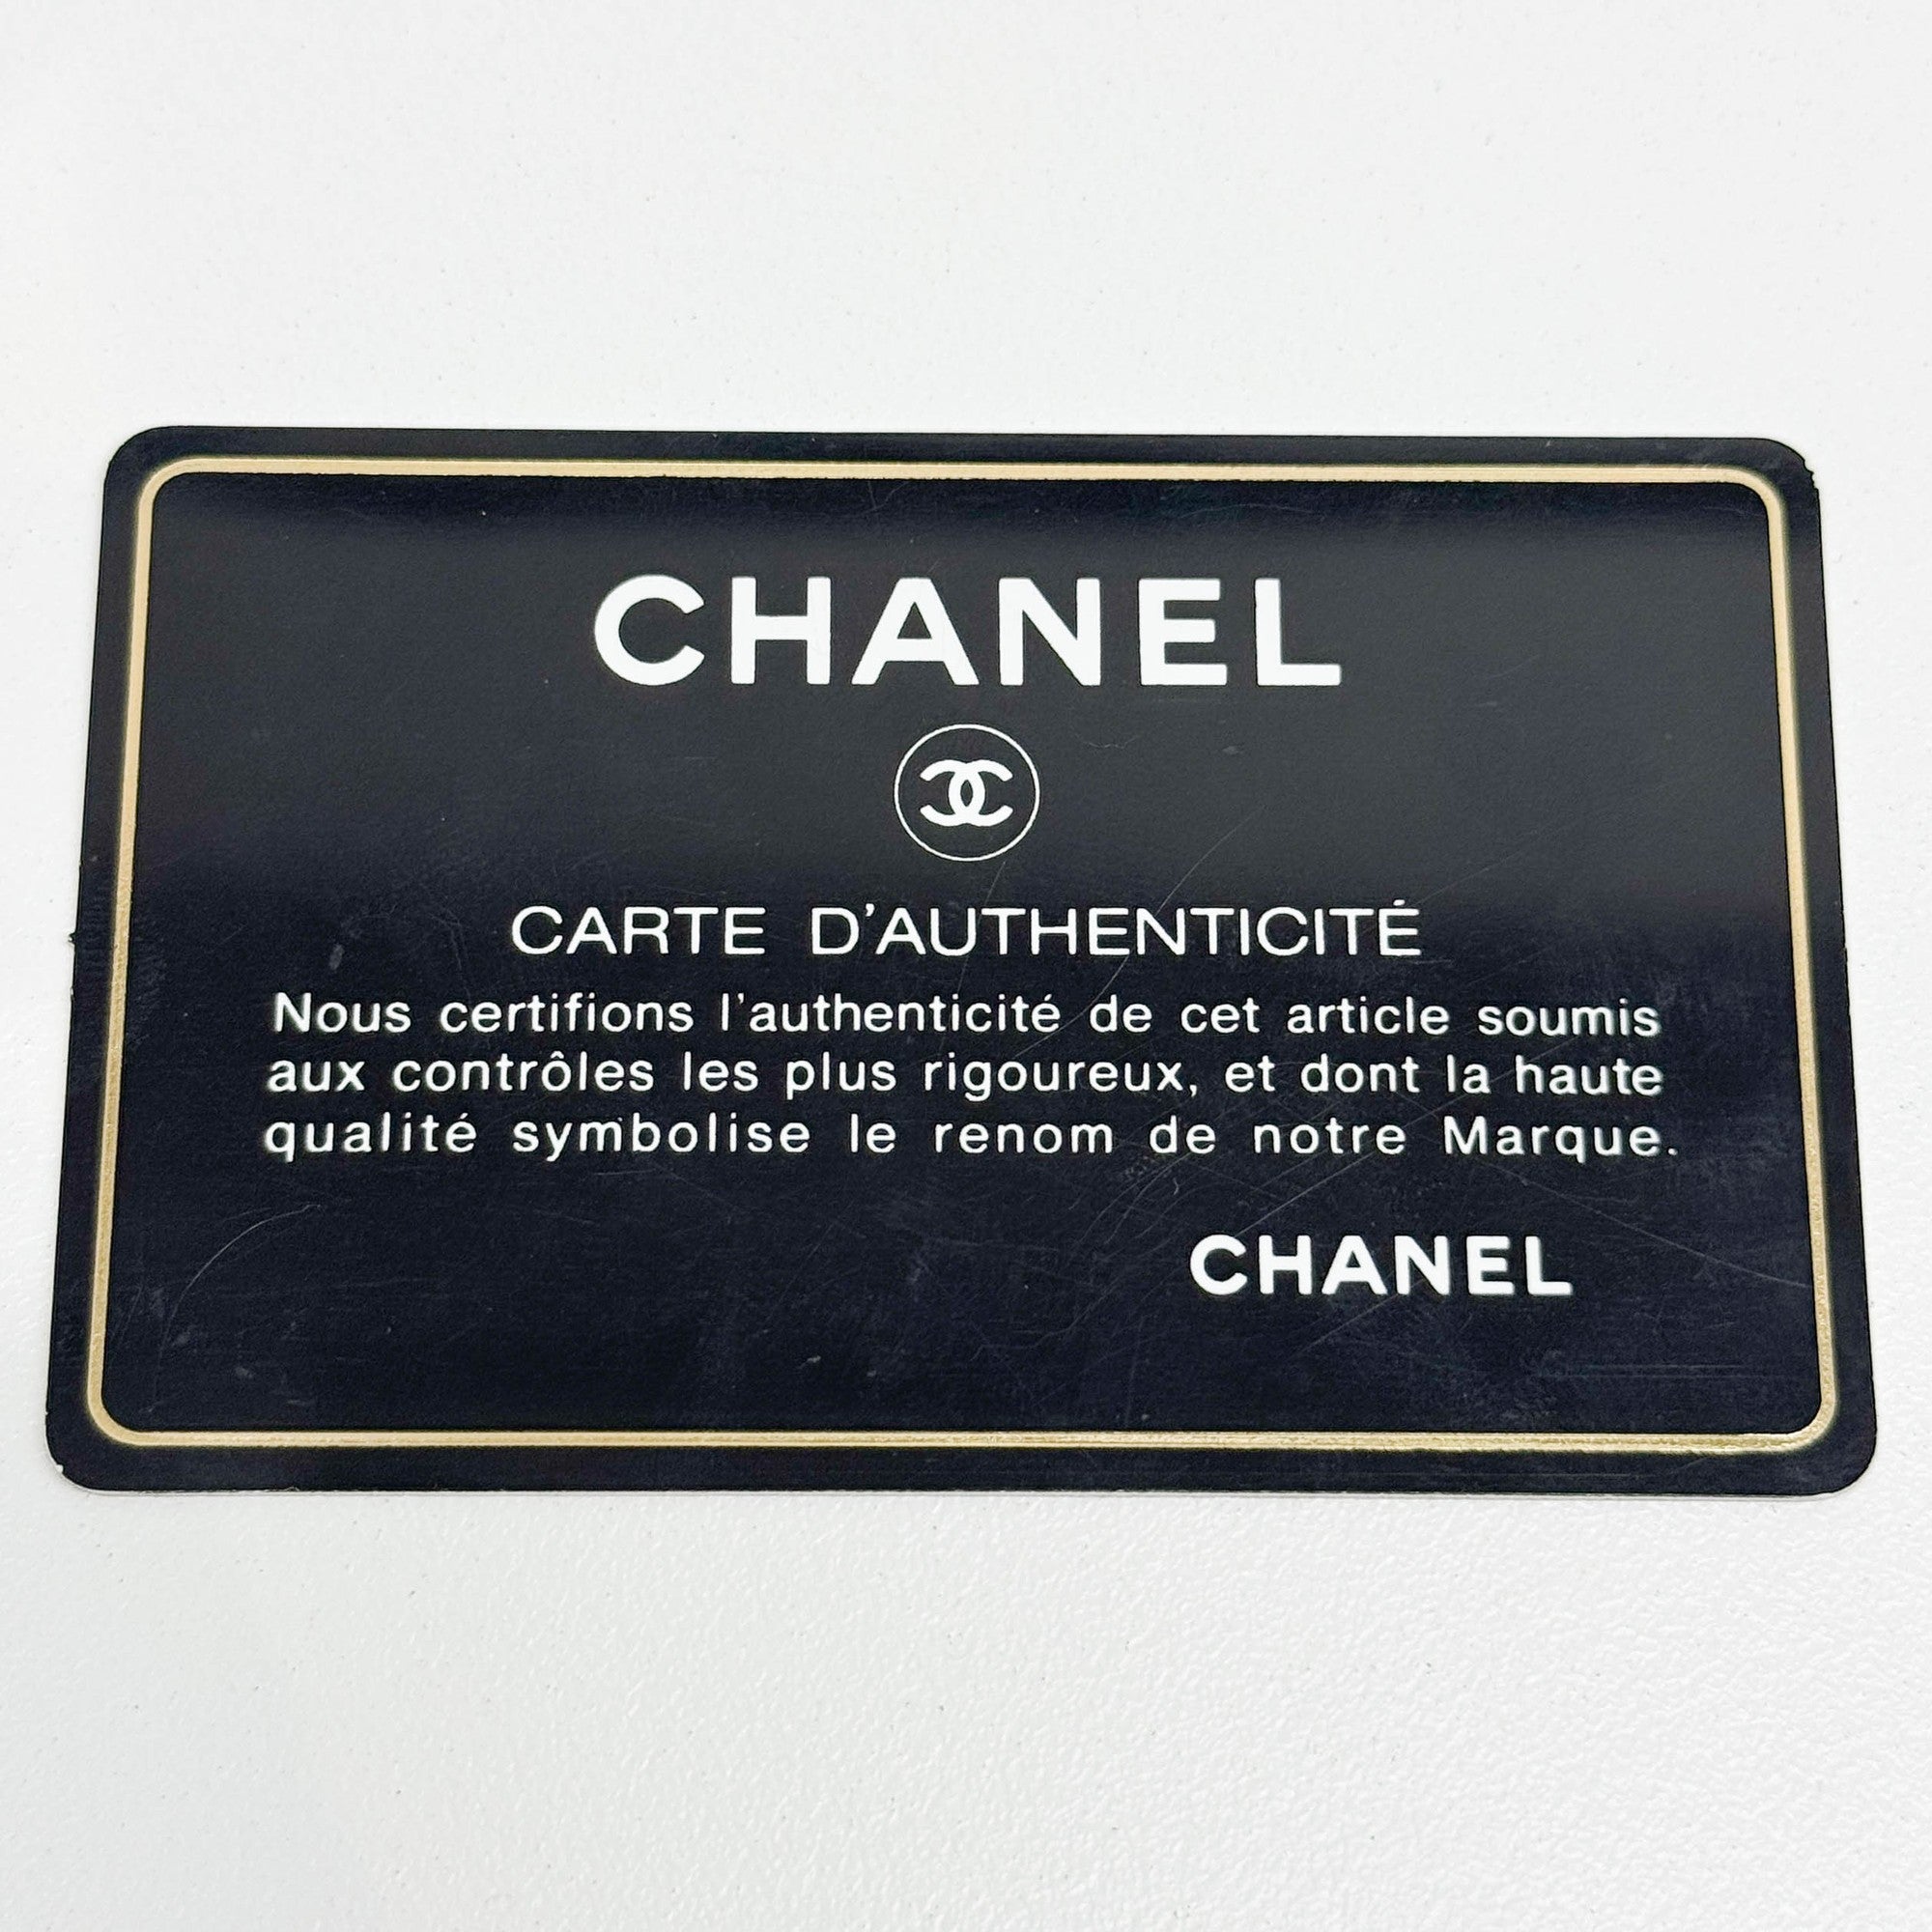 CHANEL
CARTE D'AUTHENTICITÉ
Nous certifions l'authenticité de cet article soumis
aux contrôles les plus rigoureux, et dont la haute
qualité symbolise le renom de notre Marque.
CHANEL